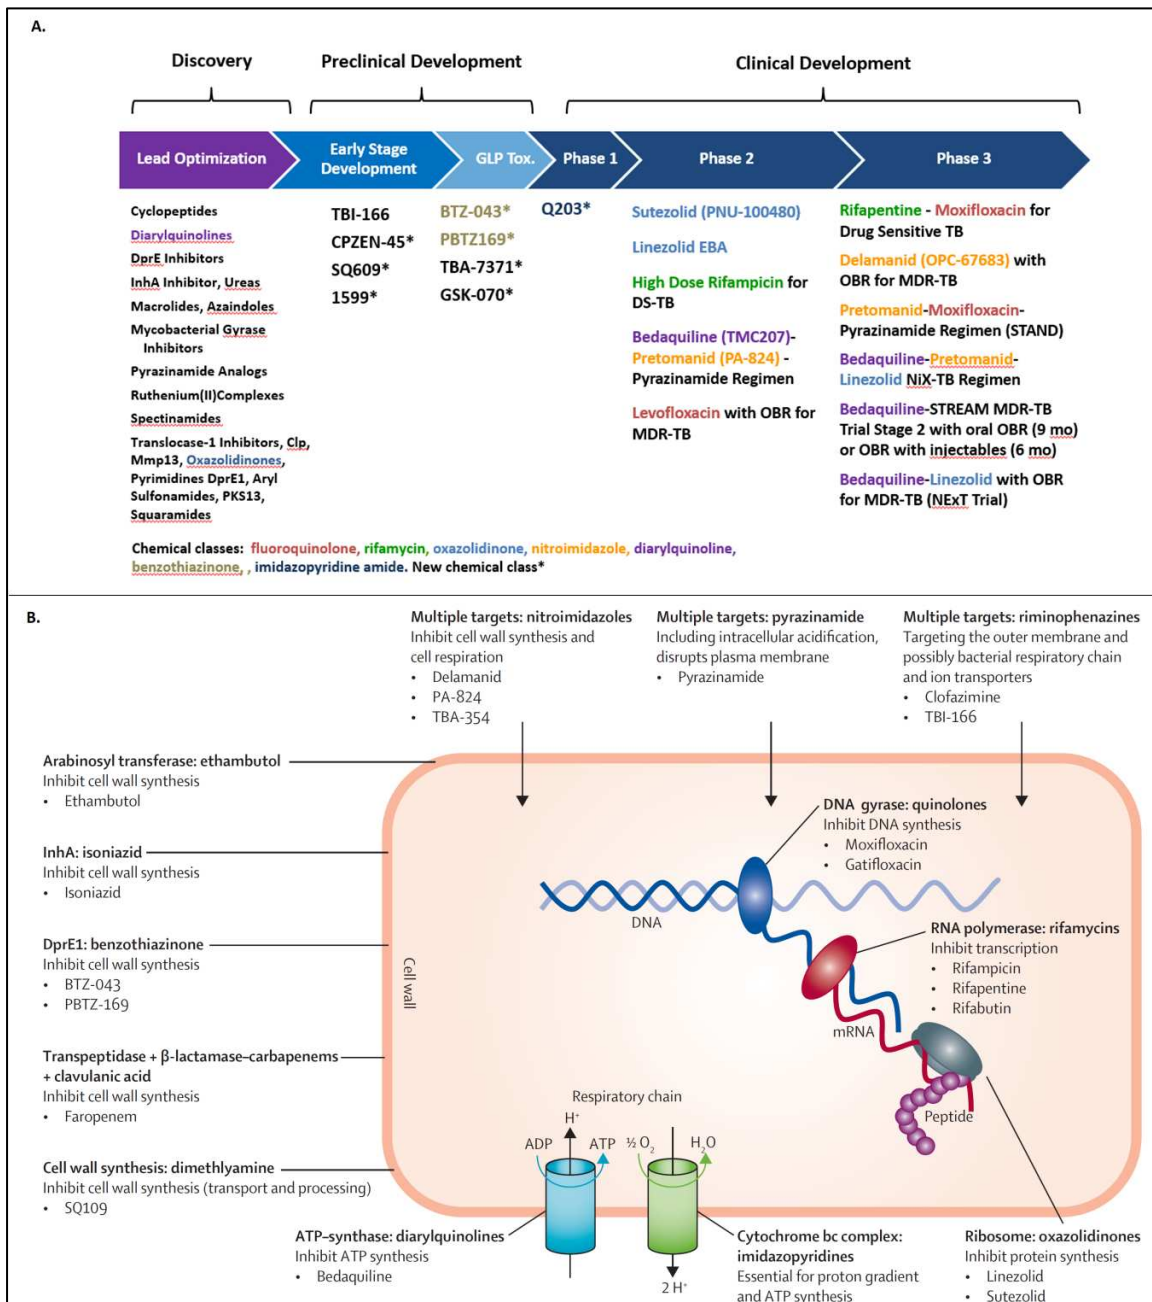 A.
Discovery
Preclinical Development
Clinical Development
Lead Optimization
Early Stage
Development
GLP Tox.
Phase 1
Phase 2
Phase 3
Cyclopeptides
Diarylquinolines
DprE Inhibitors
InhA Inhibitor, Ureas
Macrolides, Azaindoles
Mycobacterial Gyrase
Inhibitors
Pyrazinamide Analogs
Ruthenium(II)Complexes
Spectinamides
Translocase-1 Inhibitors, Clp,
Mmp13, Oxazolidinones,
Pyrimidines DprE1, Aryl
Sulfonamides, PKS13,
Squaramides
TBI-166
CPZEN-45*
SQ609*
1599*
BTZ-043*
PBTZ169*
TBA-7371*
GSK-070*
Q203*
Sutezolid (PNU-100480)
Linezolid EBA
High Dose Rifampicin for
DS-TB
Bedaquiline (TMC207)-
Pretomanid (PA-824) -
Pyrazinamide Regimen
Levofloxacin with OBR for
MDR-TB
Rifapentine - Moxifloxacin for
Drug Sensitive TB
Delamanid (OPC-67683) with
OBR for MDR-TB
Pretomanid-Moxifloxacin-
Pyrazinamide Regimen (STAND)
Bedaquiline-Pretomanid-
Linezolid NiX-TB Regimen
Bedaquiline-STREAM MDR-TB
Trial Stage 2 with oral OBR (9 mo)
or OBR with injectables (6 mo)
Bedaquiline-Linezolid with OBR
for MDR-TB (NExT Trial)
Chemical classes: fluoroquinolone, rifamycin, oxazolidinone, nitroimidazole, diarylquinoline,
benzothiazinone, , imidazopyridine amide. New chemical class*
B.
Multiple targets: nitroimidazoles
Inhibit cell wall synthesis and
cell respiration
• Delamanid
• PA-824
• TBA-354
Multiple targets: pyrazinamide
Including intracellular acidification,
disrupts plasma membrane
• Pyrazinamide
Multiple targets: riminophenazines
Targeting the outer membrane and
possibly bacterial respiratory chain
and ion transporters
• Clofazimine
• TBI-166
Arabinosyl transferase: ethambutol
Inhibit cell wall synthesis
• Ethambutol
InhA: isoniazid
Inhibit cell wall synthesis
• Isoniazid
DprE1: benzothiazinone
Inhibit cell wall synthesis
• BTZ-043
• PBTZ-169
Transpeptidase + β-lactamase–carbapenems
+ clavulanic acid
Inhibit cell wall synthesis
• Faropenem
Cell wall synthesis: dimethlyamine
Inhibit cell wall synthesis (transport and processing)
• SQ109
Cell wall
DNA gyrase: quinolones
Inhibit DNA synthesis
• Moxifloxacin
• Gatifloxacin
DNA
RNA polymerase: rifamycins
Inhibit transcription
• Rifampicin
• Rifapentine
• Rifabutin
mRNA
Peptide
Respiratory chain
H⁺
ADP
ATP
½ O₂
H₂O
2 H⁺
ATP–synthase: diarylquinolines
Inhibit ATP synthesis
• Bedaquiline
Cytochrome bc complex:
imidazopyridines
Essential for proton gradient
and ATP synthesis
Ribosome: oxazolidinones
Inhibit protein synthesis
• Linezolid
• Sutezolid